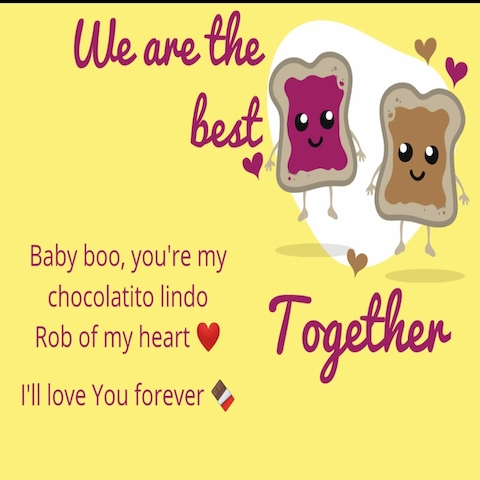 We are the
best
Together
Baby boo, you're my
chocolatito lindo
Rob of my heart ❤️
I'll love You forever 🍫